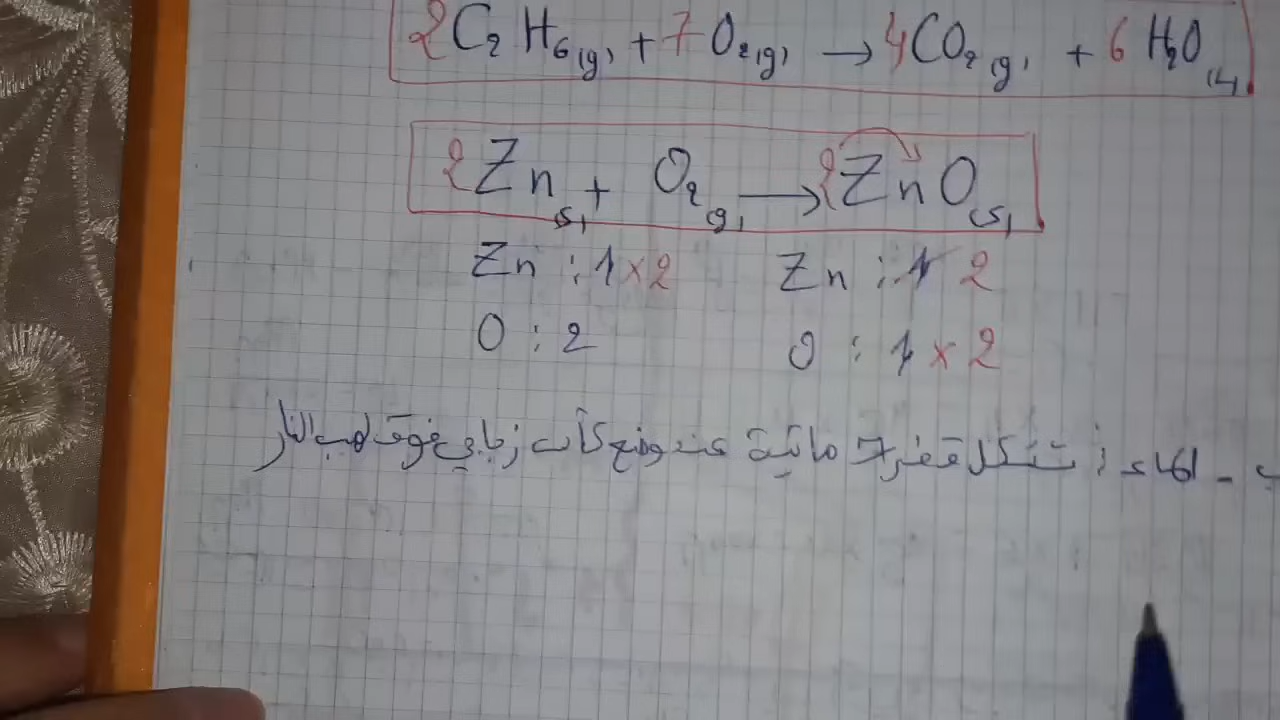 2C₂H₆(g) + 7O₂(g) → 4CO₂(g) + 6H₂O(l)
2Zn(s) + O₂(g) → 2ZnO(s)
Zn : 1 × 2 Zn : 1 2
O : 2 O : 1 × 2
ب - الماء : تشكل قطرات مائية عند وضع كأس زجاجي فوق لهب النار